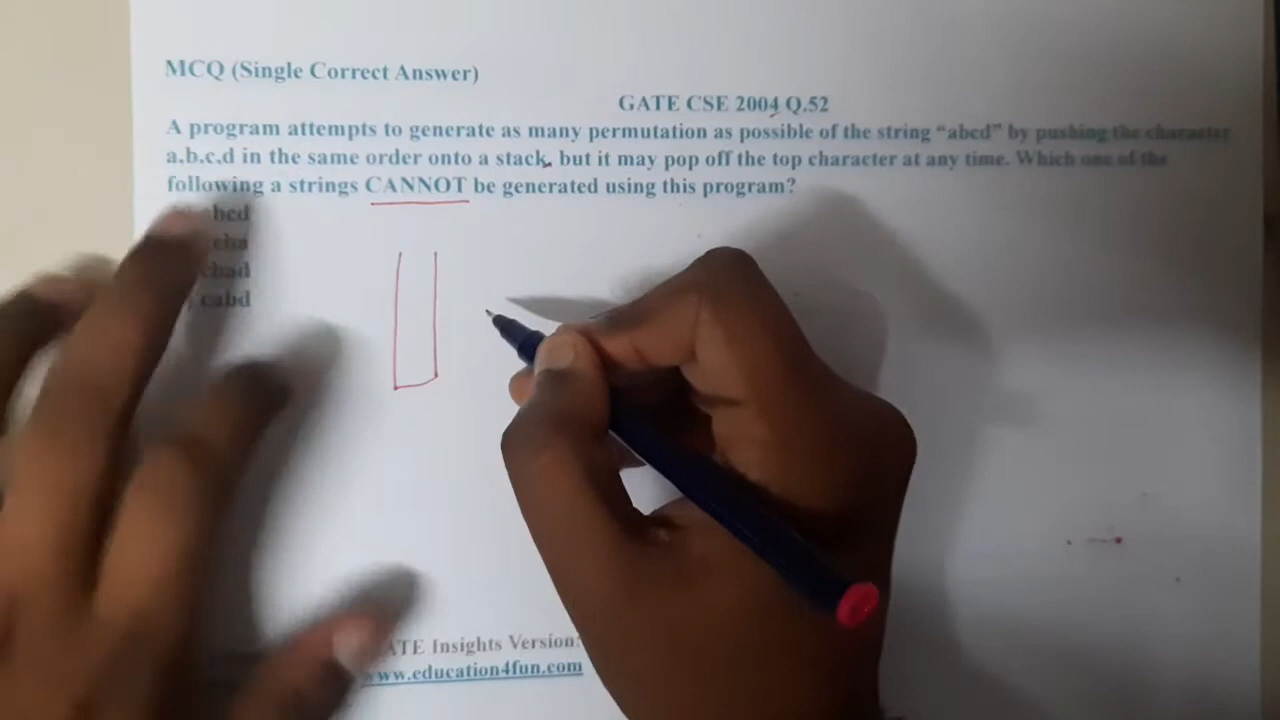 MCQ (Single Correct Answer)
GATE CSE 2004 Q.52
A program attempts to generate as many permutation as possible of the string “abcd” by pushing the character
a,b,c,d in the same order onto a stack, but it may pop off the top character at any time. Which one of the
following a strings CANNOT be generated using this program?
bcd
cba
cbad
cabd
ATE Insights Version:
www.education4fun.com